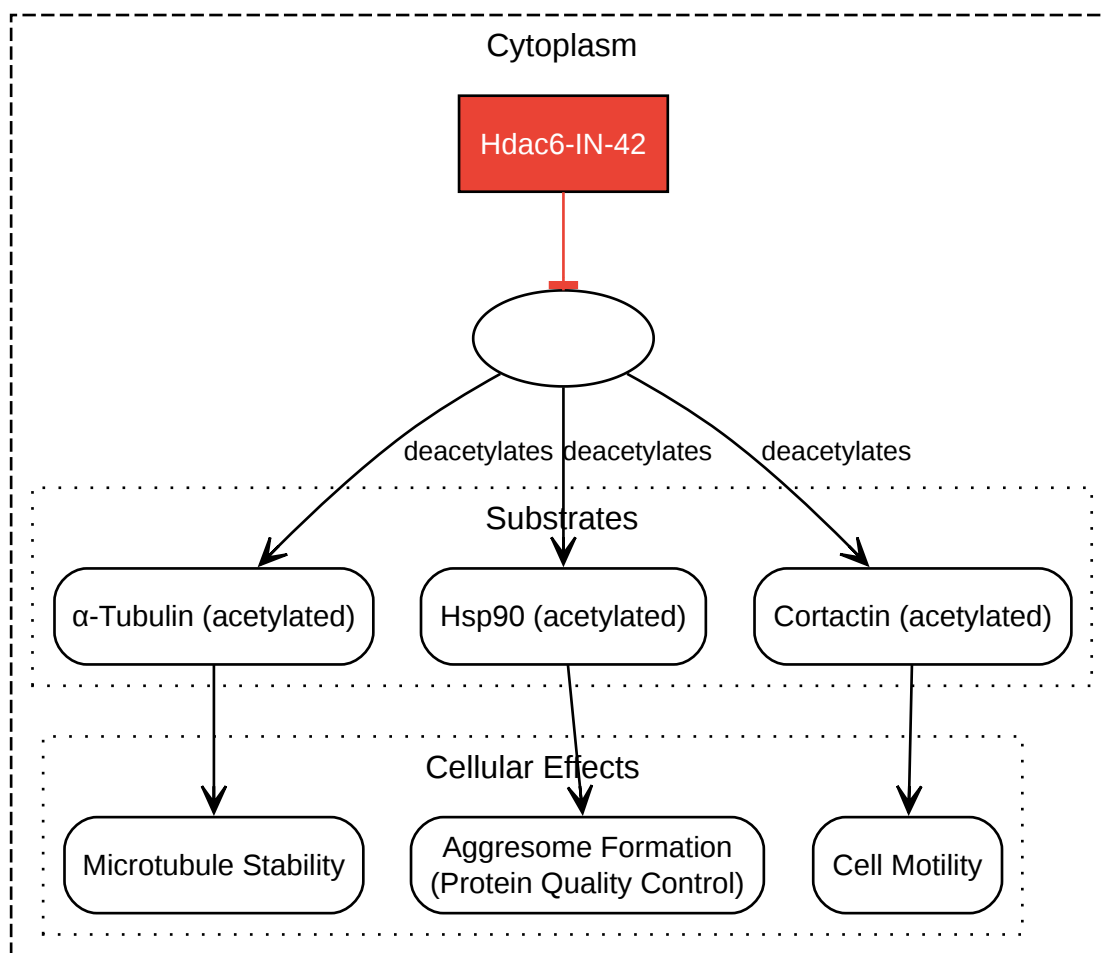 Cytoplasm
Hdac6-IN-42
deacetylates deacetylates deacetylates
Substrates
α-Tubulin (acetylated) Hsp90 (acetylated) Cortactin (acetylated)
Cellular Effects
Microtubule Stability
Aggresome Formation
(Protein Quality Control)
Cell Motility